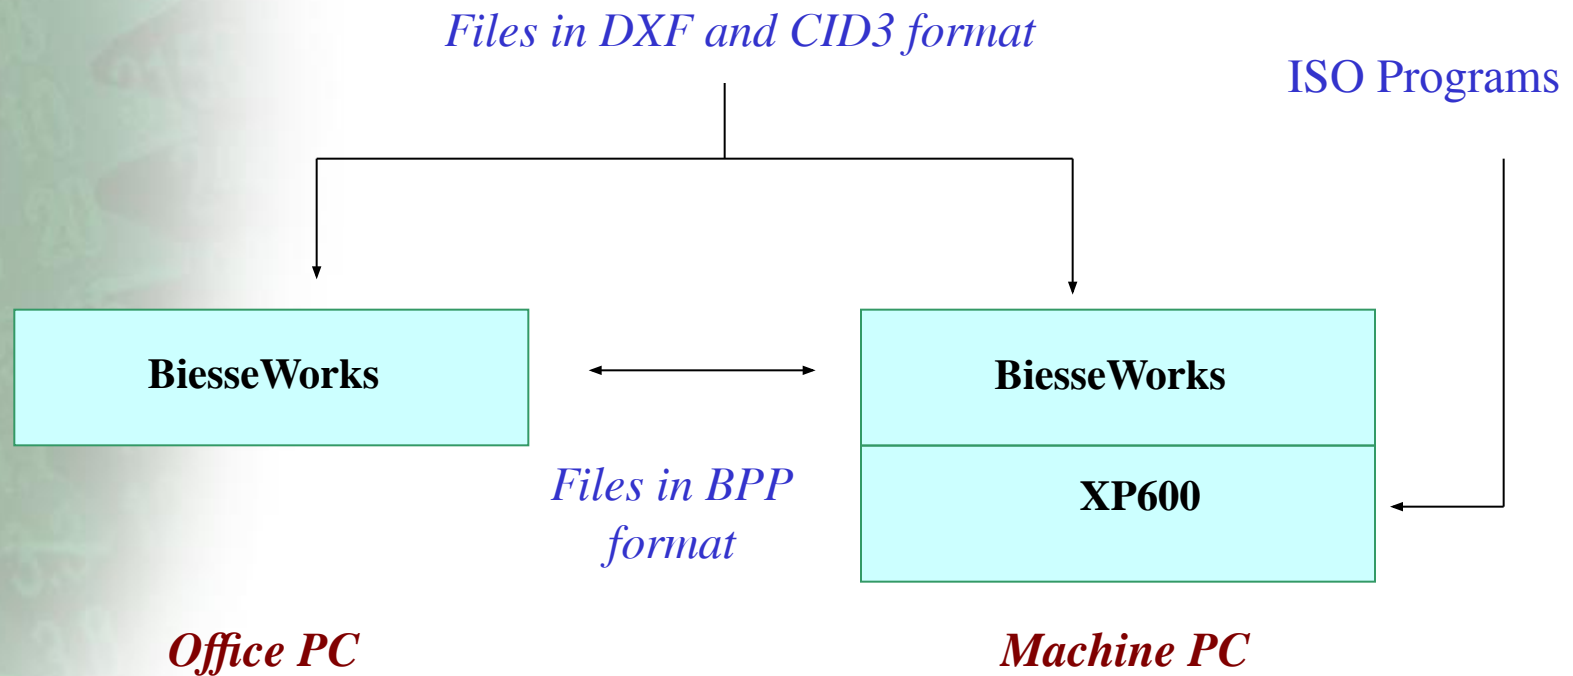 Files in DXF and CID3 format
ISO Programs
BiesseWorks
BiesseWorks
Files in BPP
format
XP600
Office PC
Machine PC